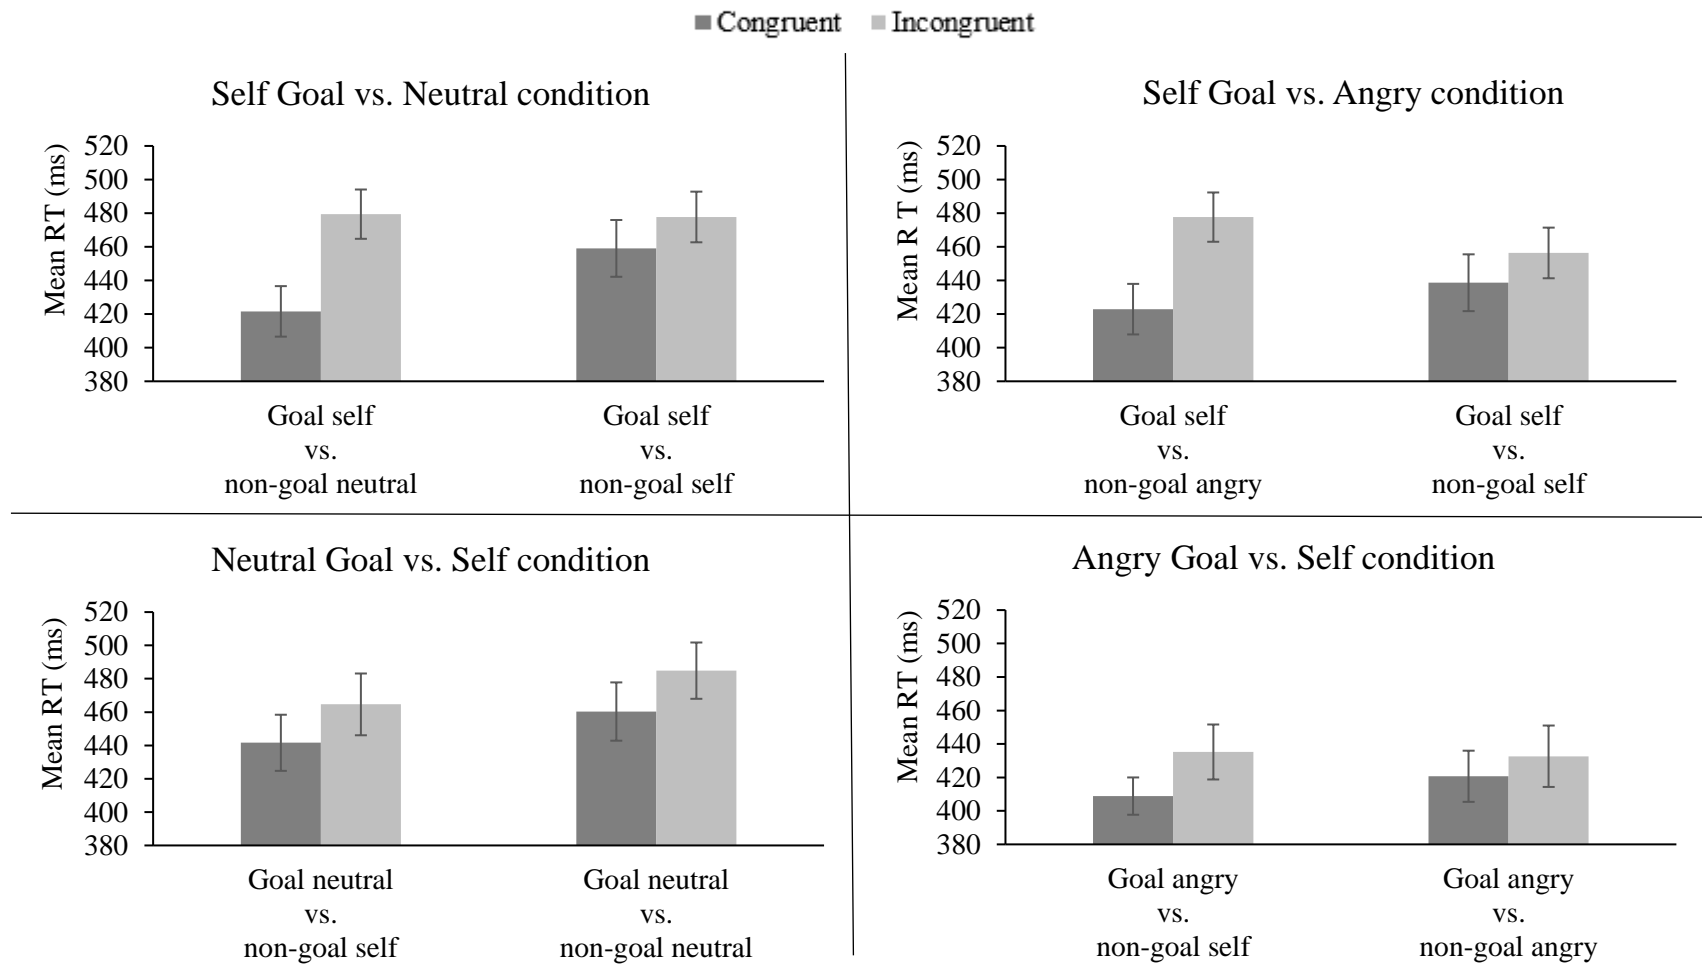 Congruent Incongruent
Self Goal vs. Neutral condition
Mean RT (ms)
520
500
480
460
440
420
400
380
Goal self
vs.
non-goal neutral
Goal self
vs.
non-goal self
Self Goal vs. Angry condition
Mean R T (ms)
520
500
480
460
440
420
400
380
Goal self
vs.
non-goal angry
Goal self
vs.
non-goal self
Neutral Goal vs. Self condition
Mean RT (ms)
520
500
480
460
440
420
400
380
Goal neutral
vs.
non-goal self
Goal neutral
vs.
non-goal neutral
Angry Goal vs. Self condition
Mean RT (ms)
520
500
480
460
440
420
400
380
Goal angry
vs.
non-goal self
Goal angry
vs.
non-goal angry